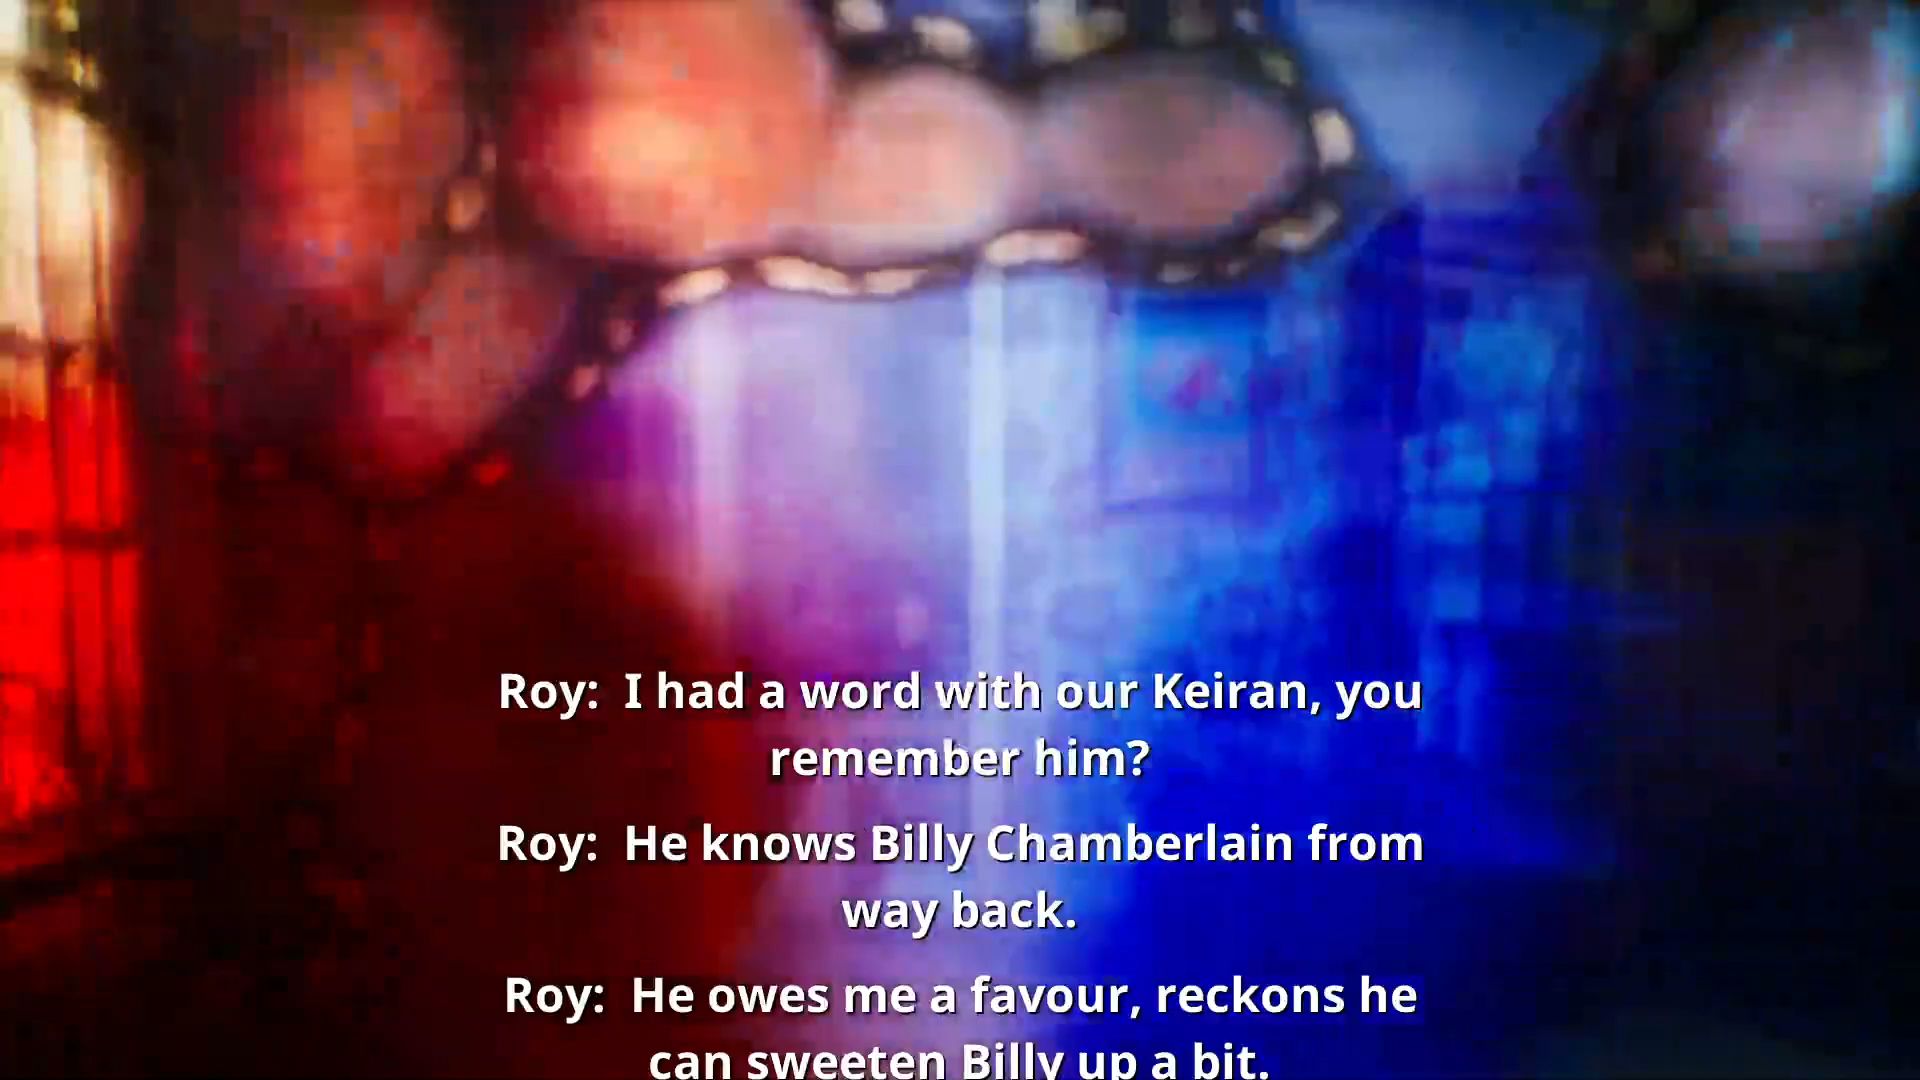 Roy:  I had a word with our Keiran, you
remember him?
Roy:  He knows Billy Chamberlain from
way back.
Roy:  He owes me a favour, reckons he
can sweeten Billy up a bit.